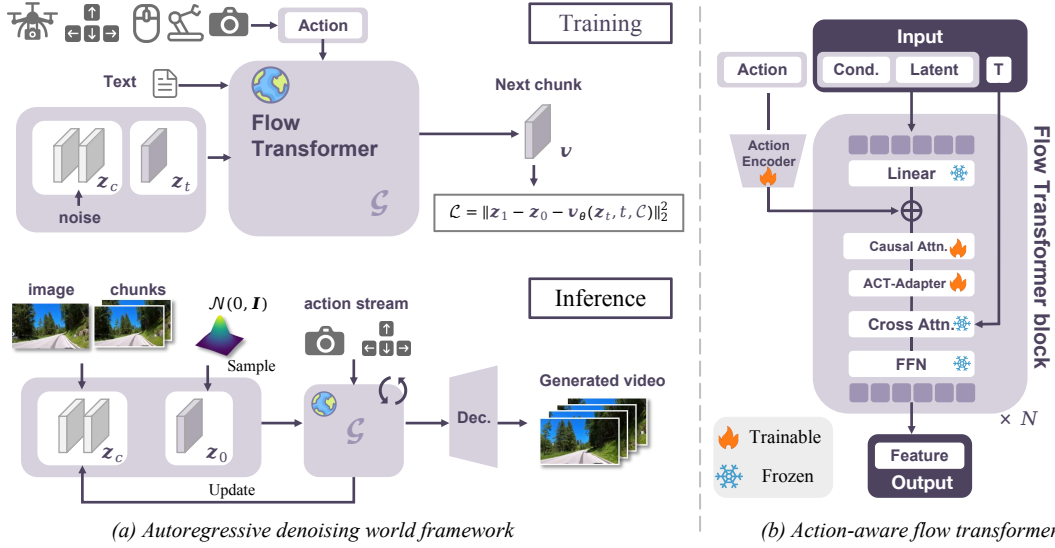 Action
Training
Text
Flow
Transformer
𝒢
Next chunk
𝒗
𝒛c
𝒛t
noise
ℒ = ‖𝒛1 − 𝒛0 − 𝒗θ(𝒛t, t, 𝒞)‖₂²
image
chunks
𝒩(0, 𝑰)
action stream
Inference
Sample
𝒛c
𝒛0
𝒢
Dec.
Generated video
Update
(a) Autoregressive denoising world framework
Input
Action
Cond.
Latent
T
Action
Encoder
Linear
Causal Attn.
ACT-Adapter
Cross Attn.
FFN
Flow Transformer block
× N
Trainable
Frozen
Feature
Output
(b) Action-aware flow transformer